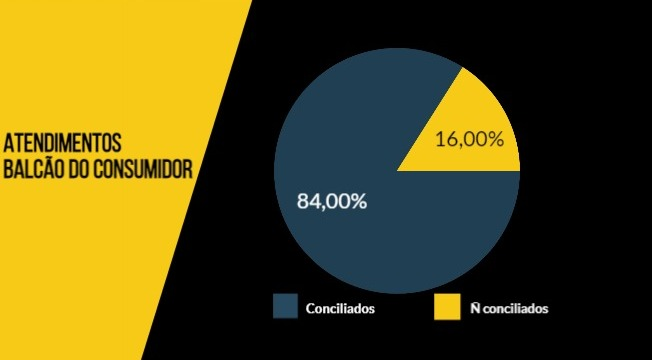 ATENDIMENTOS
BALCÃO DO CONSUMIDOR
16,00%
84,00%
Conciliados
Ñ conciliados